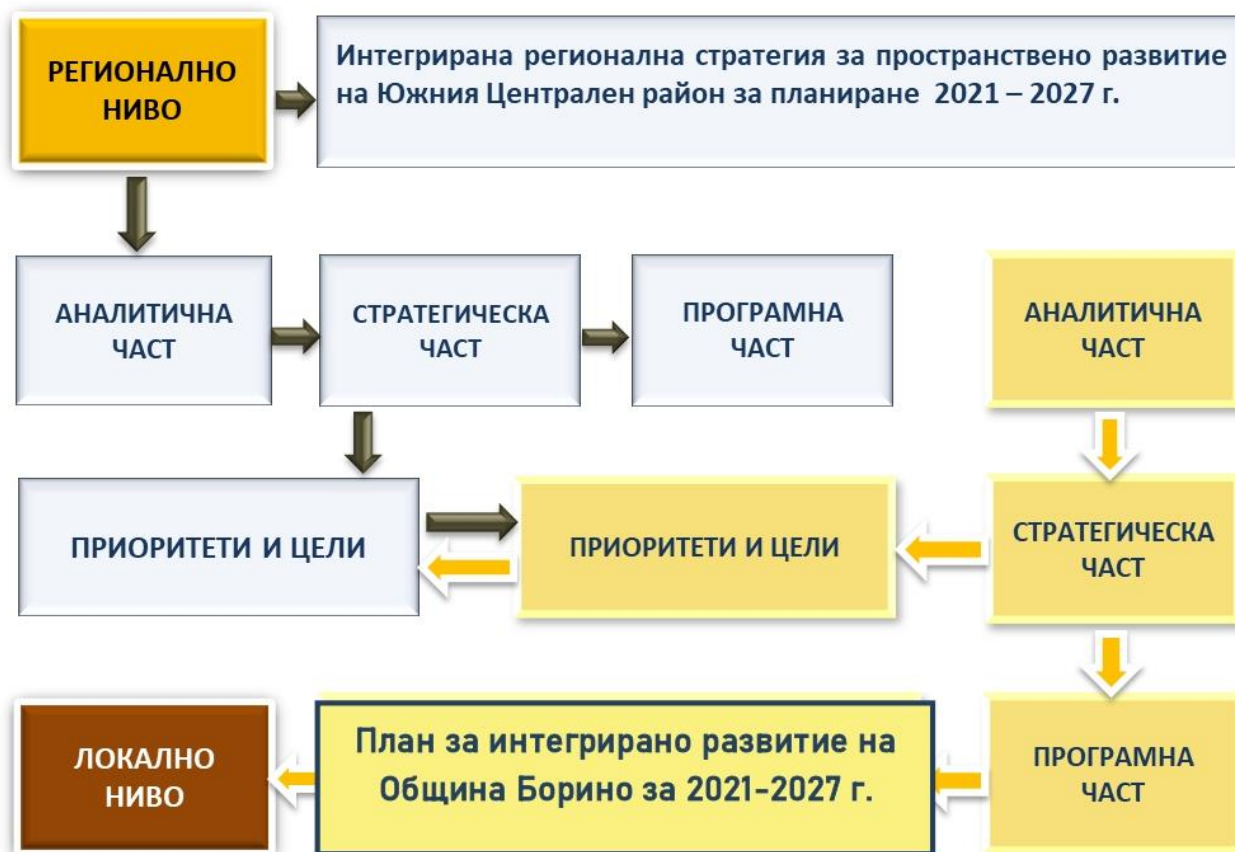 РЕГИОНАЛНО
НИВО
Интегрирана регионална стратегия за пространствено развитие
на Южния Централен район за планиране 2021 – 2027 г.
АНАЛИТИЧНА
ЧАСТ
СТРАТЕГИЧЕСКА
ЧАСТ
ПРОГРАМНА
ЧАСТ
АНАЛИТИЧНА
ЧАСТ
ПРИОРИТЕТИ И ЦЕЛИ
ПРИОРИТЕТИ И ЦЕЛИ
СТРАТЕГИЧЕСКА
ЧАСТ
ЛОКАЛНО
НИВО
План за интегрирано развитие на
Община Борино за 2021-2027 г.
ПРОГРАМНА
ЧАСТ